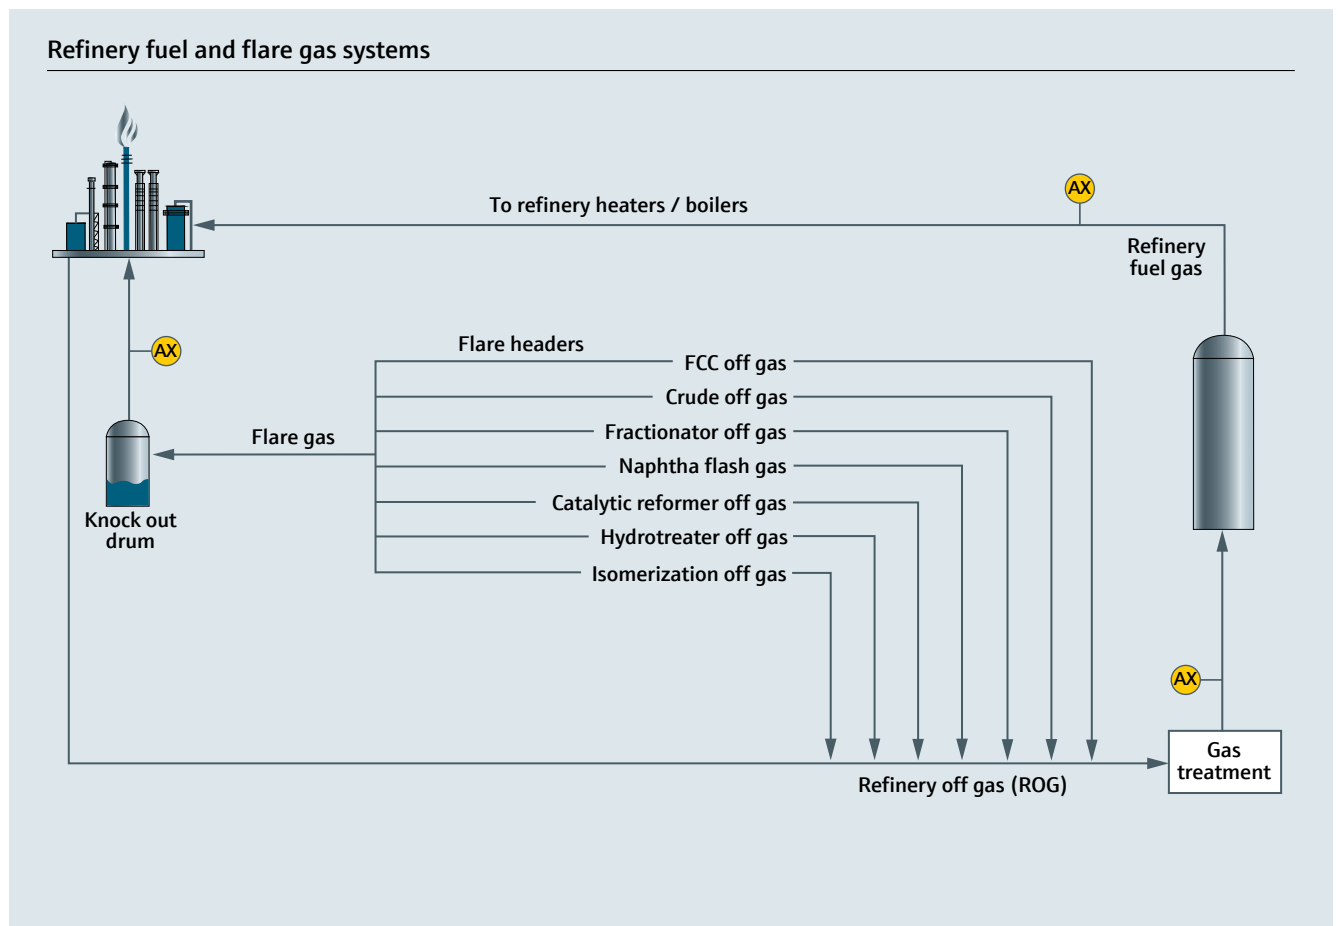 Refinery fuel and flare gas systems
AX
To refinery heaters / boilers
Refinery
fuel gas
AX
Flare headers
FCC off gas
Crude off gas
Flare gas
Fractionator off gas
Naphtha flash gas
Catalytic reformer off gas
Knock out
drum
Hydrotreater off gas
Isomerization off gas
AX
Gas
treatment
Refinery off gas (ROG)